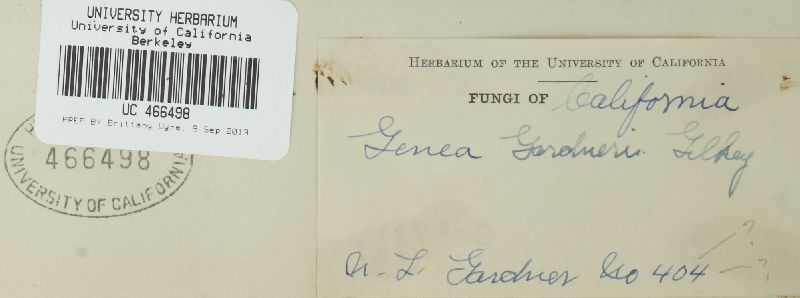 UNIVERSITY HERBARIUM
University of California
Berkeley
UC 466498
PREP BY Brittany Wyre, 9 Sep 2013
466498
UNIVERSITY OF CALIFORNIA
HERBARIUM OF THE UNIVERSITY OF CALIFORNIA
FUNGI OF California
Genea Gardnerii Gilkey
?
N. L. Gardner No 404 — ?